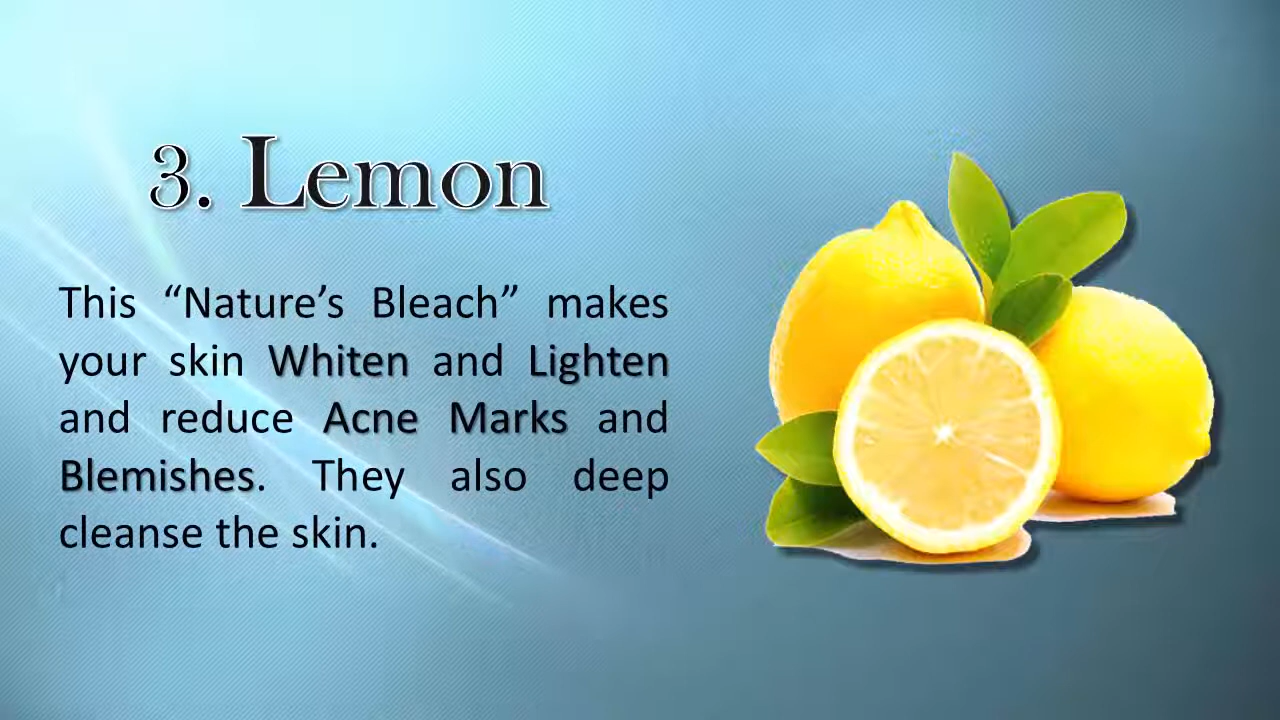 3. Lemon
This “Nature’s Bleach” makes
your skin Whiten and Lighten
and reduce Acne Marks and
Blemishes. They also deep
cleanse the skin.